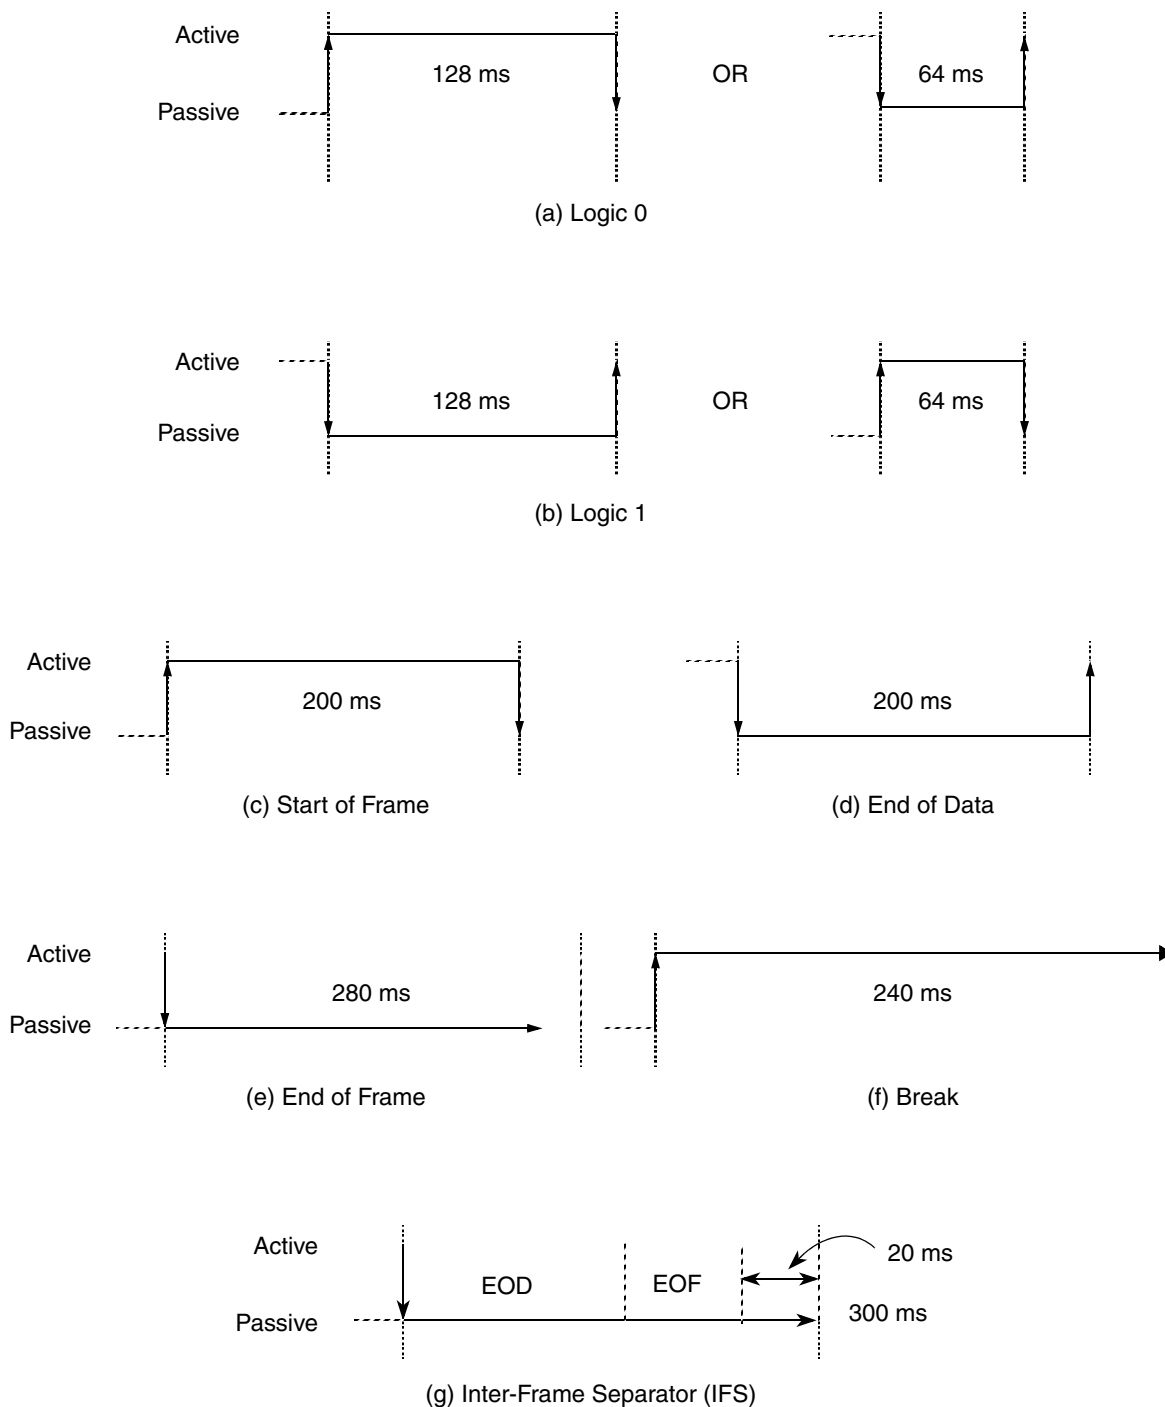 Active
128 ms OR 64 ms
Passive
(a) Logic 0
Active
128 ms OR 64 ms
Passive
(b) Logic 1
Active
200 ms 200 ms
Passive
(c) Start of Frame (d) End of Data
Active
280 ms 240 ms
Passive
(e) End of Frame (f) Break
Active
20 ms
EOD EOF
300 ms
Passive
(g) Inter-Frame Separator (IFS)